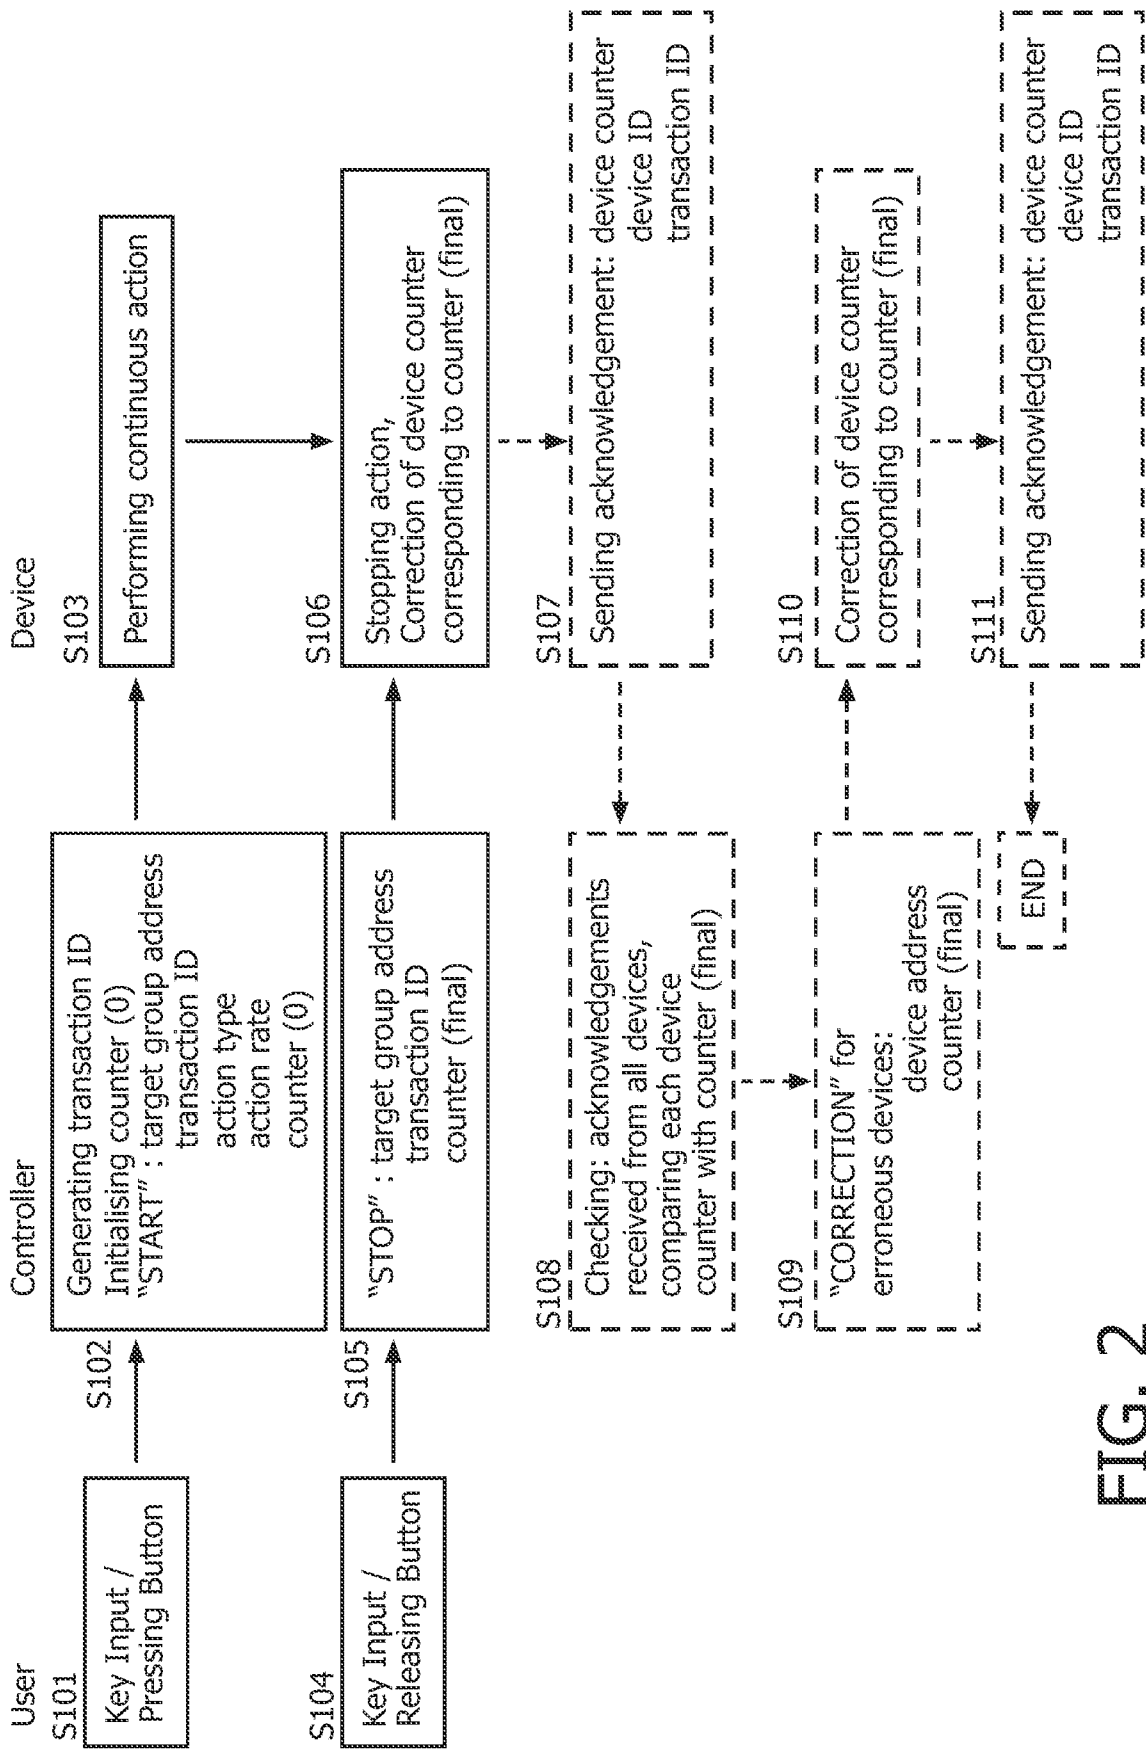 User
Controller
Device
S101
Key Input /
Pressing Button
S102
Generating transaction ID
Initialising counter (0)
"START" : target group address
transaction ID
action type
action rate
counter (0)
S103
Performing continuous action
S104
Key Input /
Releasing Button
S105
"STOP" : target group address
transaction ID
counter (final)
S106
Stopping action,
Correction of device counter
corresponding to counter (final)
S107
Sending acknowledgement: device counter
device ID
transaction ID
S108
Checking: acknowledgements
received from all devices,
comparing each device
counter with counter (final)
S109
"CORRECTION" for
erroneous devices:
device address
counter (final)
S110
Correction of device counter
corresponding to counter (final)
S111
Sending acknowledgement: device counter
device ID
transaction ID
END
FIG. 2